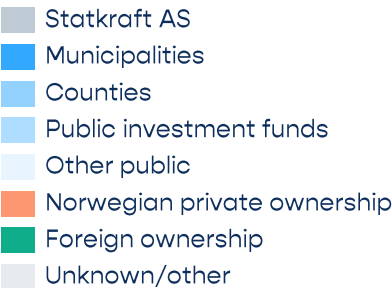 Statkraft AS
Municipalities
Counties
Public investment funds
Other public
Norwegian private ownership
Foreign ownership
Unknown/other